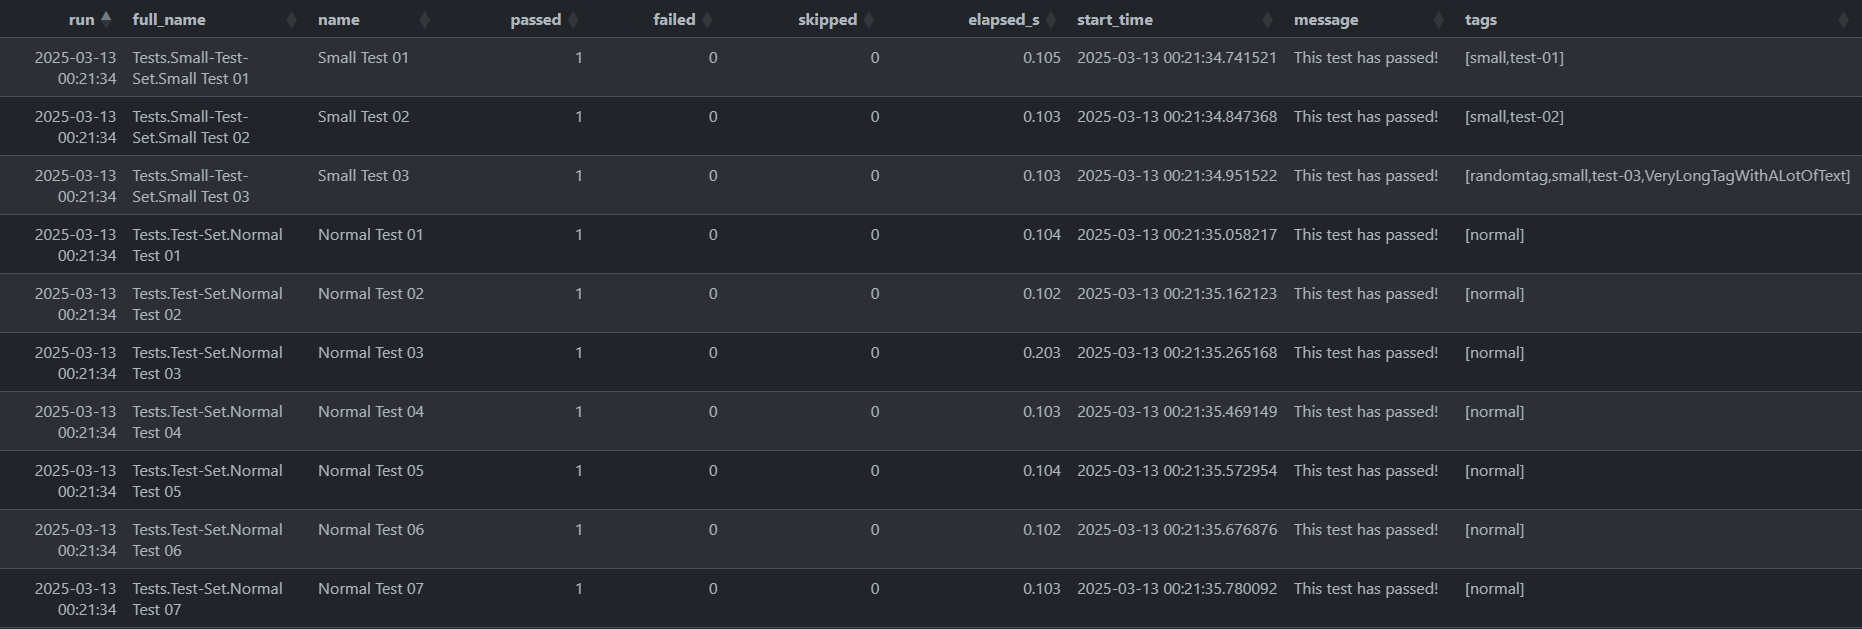 run full_name name passed failed skipped elapsed_s start_time message tags
2025-03-13 Tests.Small-Test- Small Test 01 1 0 0 0.105 2025-03-13 00:21:34.741521 This test has passed! [small,test-01]
00:21:34 Set.Small Test 01
2025-03-13 Tests.Small-Test- Small Test 02 1 0 0 0.103 2025-03-13 00:21:34.847368 This test has passed! [small,test-02]
00:21:34 Set.Small Test 02
2025-03-13 Tests.Small-Test- Small Test 03 1 0 0 0.103 2025-03-13 00:21:34.951522 This test has passed! [randomtag,small,test-03,VeryLongTagWithALotOfText]
00:21:34 Set.Small Test 03
2025-03-13 Tests.Test-Set.Normal Normal Test 01 1 0 0 0.104 2025-03-13 00:21:35.058217 This test has passed! [normal]
00:21:34 Test 01
2025-03-13 Tests.Test-Set.Normal Normal Test 02 1 0 0 0.102 2025-03-13 00:21:35.162123 This test has passed! [normal]
00:21:34 Test 02
2025-03-13 Tests.Test-Set.Normal Normal Test 03 1 0 0 0.203 2025-03-13 00:21:35.265168 This test has passed! [normal]
00:21:34 Test 03
2025-03-13 Tests.Test-Set.Normal Normal Test 04 1 0 0 0.103 2025-03-13 00:21:35.469149 This test has passed! [normal]
00:21:34 Test 04
2025-03-13 Tests.Test-Set.Normal Normal Test 05 1 0 0 0.104 2025-03-13 00:21:35.572954 This test has passed! [normal]
00:21:34 Test 05
2025-03-13 Tests.Test-Set.Normal Normal Test 06 1 0 0 0.102 2025-03-13 00:21:35.676876 This test has passed! [normal]
00:21:34 Test 06
2025-03-13 Tests.Test-Set.Normal Normal Test 07 1 0 0 0.103 2025-03-13 00:21:35.780092 This test has passed! [normal]
00:21:34 Test 07